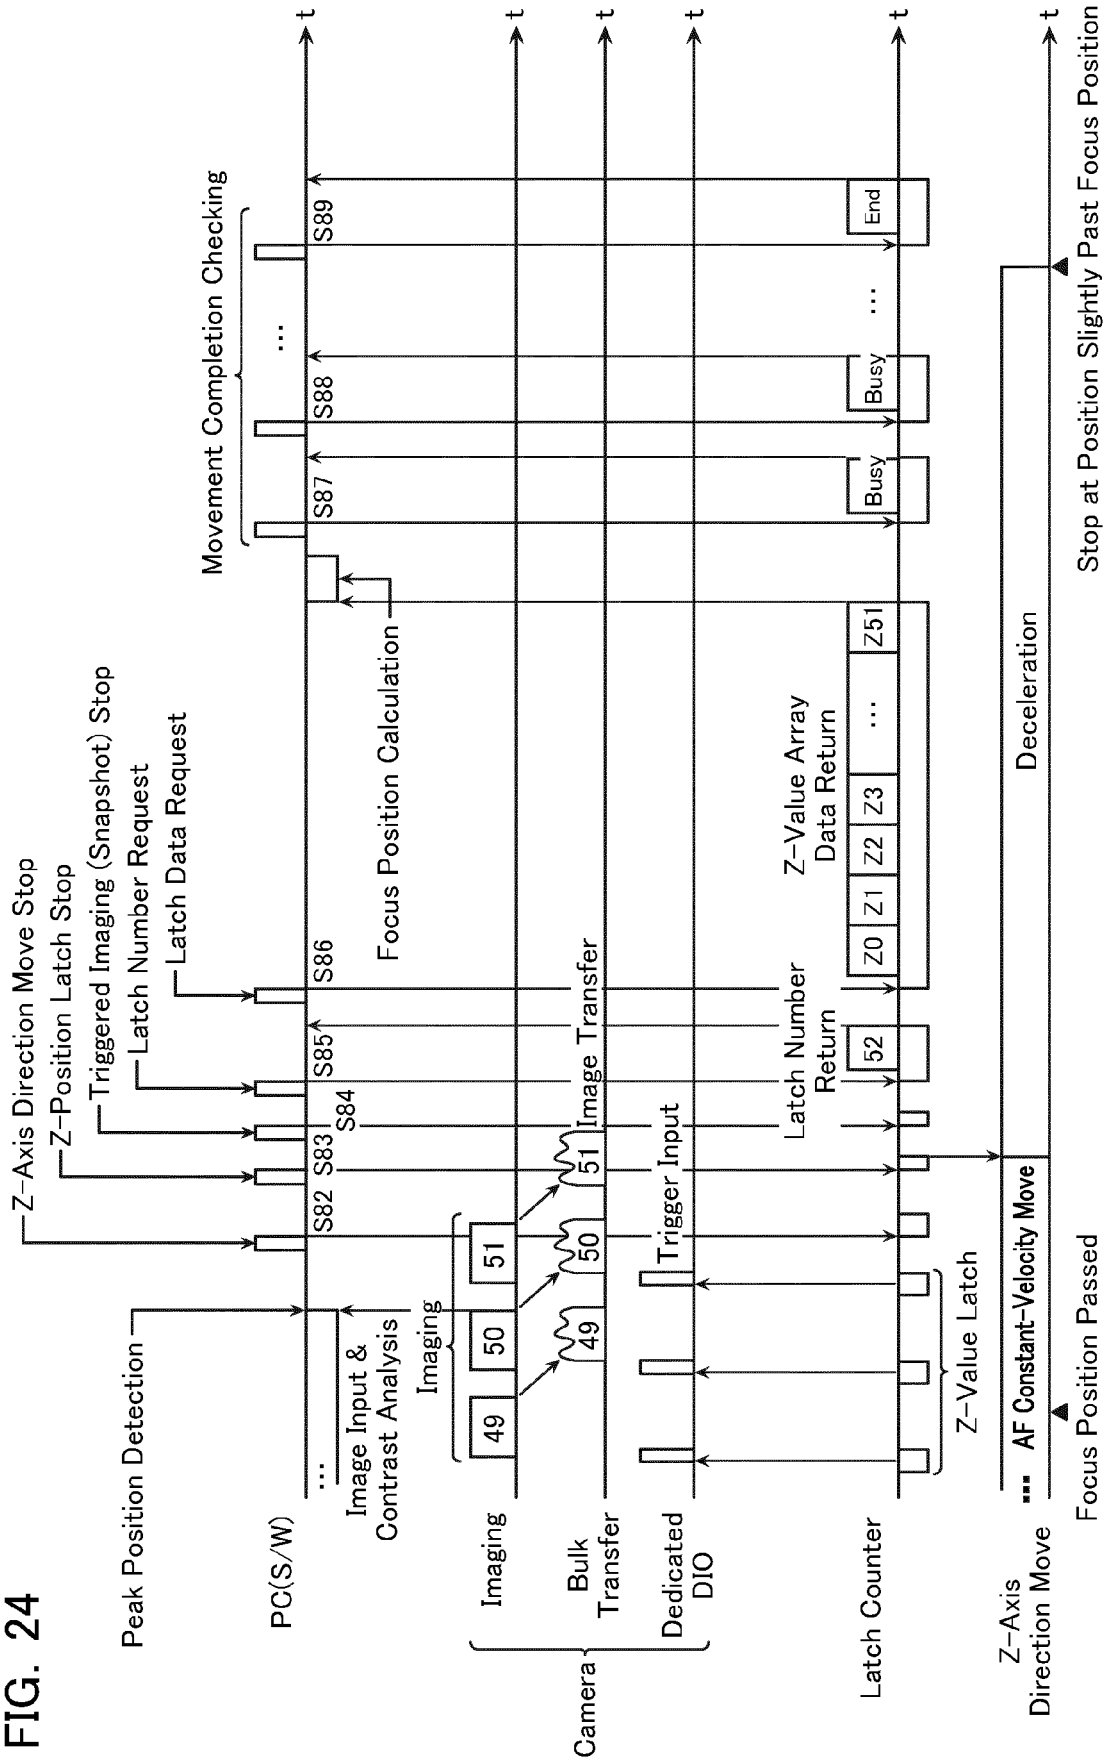 FIG. 24
Z-Axis Direction Move Stop
Z-Position Latch Stop
Triggered Imaging (Snapshot) Stop
Latch Number Request
Latch Data Request
Peak Position Detection
Movement Completion Checking
...
PC(S/W)
t
S82
S83
S84
S85
S86
S87
S88
S89
...
Image Input &
Contrast Analysis
Focus Position Calculation
Camera
Imaging
Imaging
49
50
51
t
Bulk
Transfer
49
50
51
Image Transfer
t
Dedicated
DIO
Trigger Input
t
Latch Counter
Latch Number
Return
52
Z-Value Array
Data Return
Z0
Z1
Z2
Z3
...
Z51
Busy
Busy
...
End
t
Z-Value Latch
Z-Axis
Direction Move
... AF Constant-Velocity Move
Deceleration
t
Focus Position Passed
Stop at Position Slightly Past Focus Position